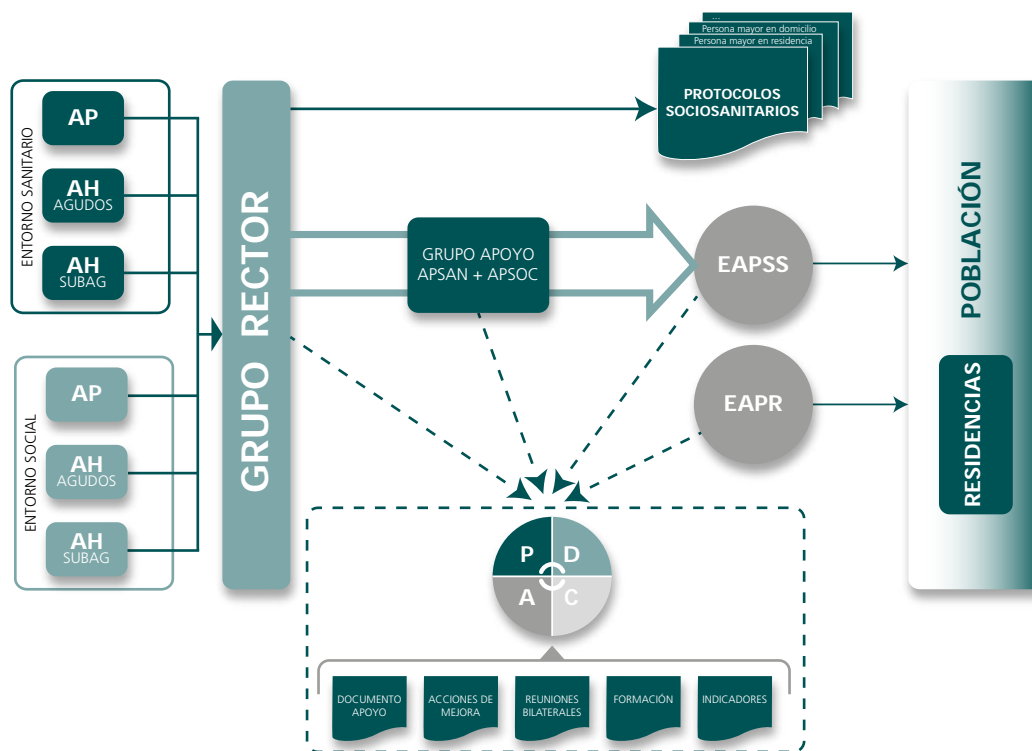 ...
Persona mayor en domicilio
Persona mayor en residencia
PROTOCOLOS
SOCIOSANITARIOS
ENTORNO SANITARIO
AP
AH
AGUDOS
AH
SUBAG
ENTORNO SOCIAL
AP
AH
AGUDOS
AH
SUBAG
GRUPO RECTOR
GRUPO APOYO
APSAN + APSOC
EAPSS
EAPR
POBLACIÓN
RESIDENCIAS
P
D
A
C
DOCUMENTO
APOYO
ACCIONES DE
MEJORA
REUNIONES
BILATERALES
FORMACIÓN
INDICADORES